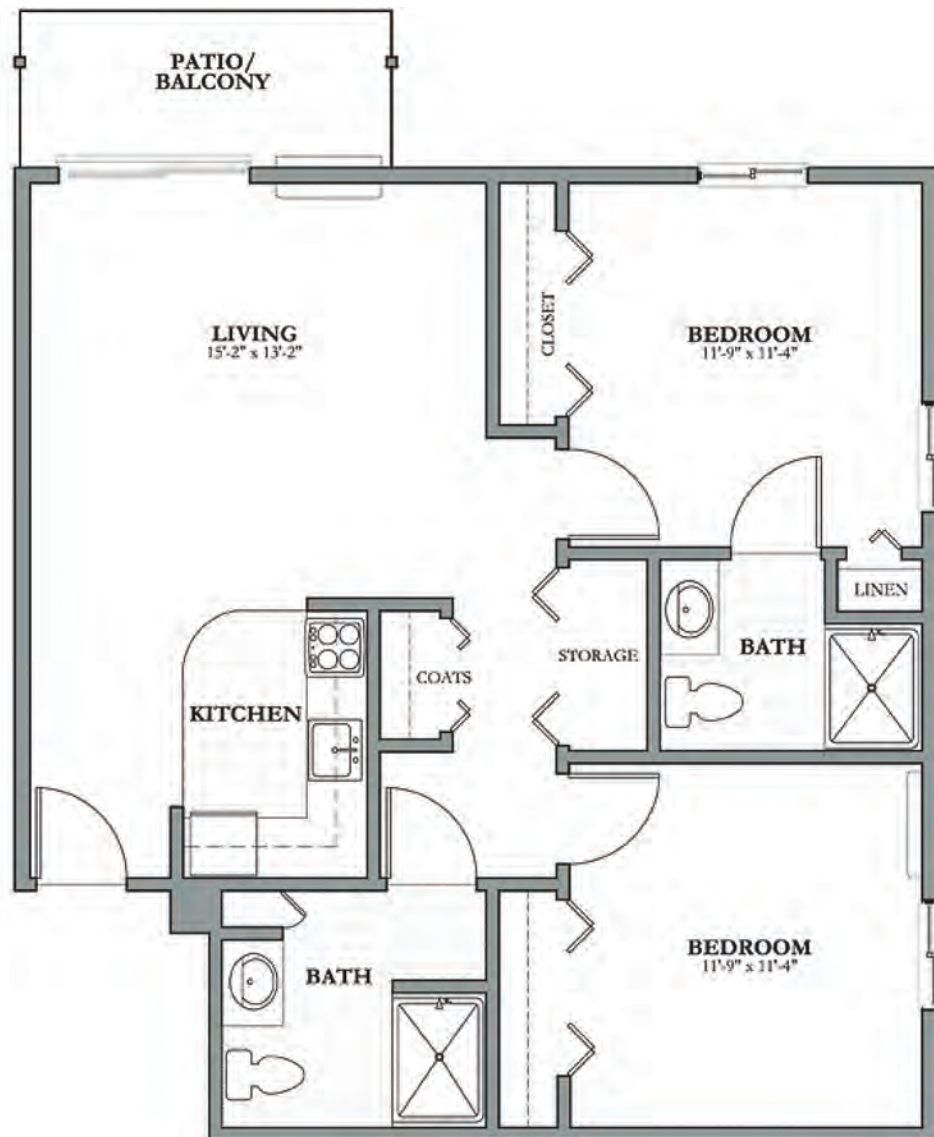 PATIO/
BALCONY
LIVING
15'-2" x 13'-2"
CLOSET
BEDROOM
11'-9" x 11'-4"
LINEN
BATH
STORAGE
COATS
KITCHEN
BATH
BEDROOM
11'-9" x 11'-4"